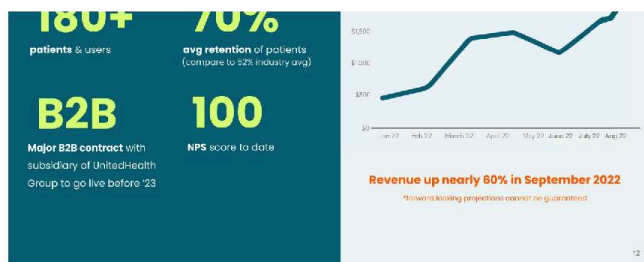 180+
patients & users
70%
avg retention of patients
(compare to 52% industry avg)
B2B
Major B2B contract with
subsidiary of UnitedHealth
Group to go live before '23
100
NPS score to date
$1,500
$1,000
$500
$0
Jan 22 Feb 22 March 22 April 22 May 22 June 22 July 22 Aug 22
Revenue up nearly 60% in September 2022
*forward looking projections cannot be guaranteed
12